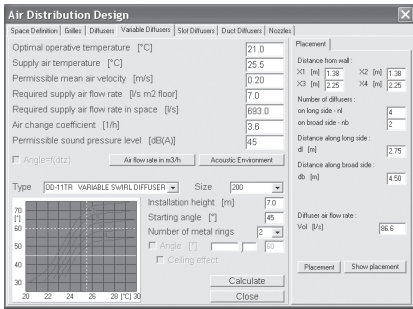 Air Distribution Design
Space Definition | Grilles | Diffusers | Variable Diffusers | Slot Diffusers | Duct Diffusers | Nozzles
Optimal operative temperature [°C] 21.0
Supply air temperature [°C] 25.5
Permissible mean air velocity [m/s] 0.20
Required supply air flow rate [l/s m2 floor] 7.0
Required supply air flow rate in space [l/s] 693.0
Air change coefficient [1/h] 3.6
Permissible sound pressure level [dB(A)] 45
Angle=f(dtz) Air flow rate in m3/h Acoustic Environment
Type DD-11TR VARIABLE SWIRL DIFFUSER Size 200
Installation height [m] 7.0
Starting angle [°] 45
Number of metal rings 2
Angle [°] 60
Ceiling effect
Calculate
Close
70
[°]
60
50
40
30
20 22 24 26 28 [°C] 30
Placement
Distance from wall :
X1 [m] 1.38 X2 [m] 1.38
X3 [m] 2.25 X4 [m] 2.25
Number of diffusers :
on long side - nl 4
on broad side - nb 2
Distance along long side :
dl [m] 2.75
Distance along broad side :
db [m] 4.50
Diffuser air flow rate :
Vol [l/s] 86.6
Placement Show placement